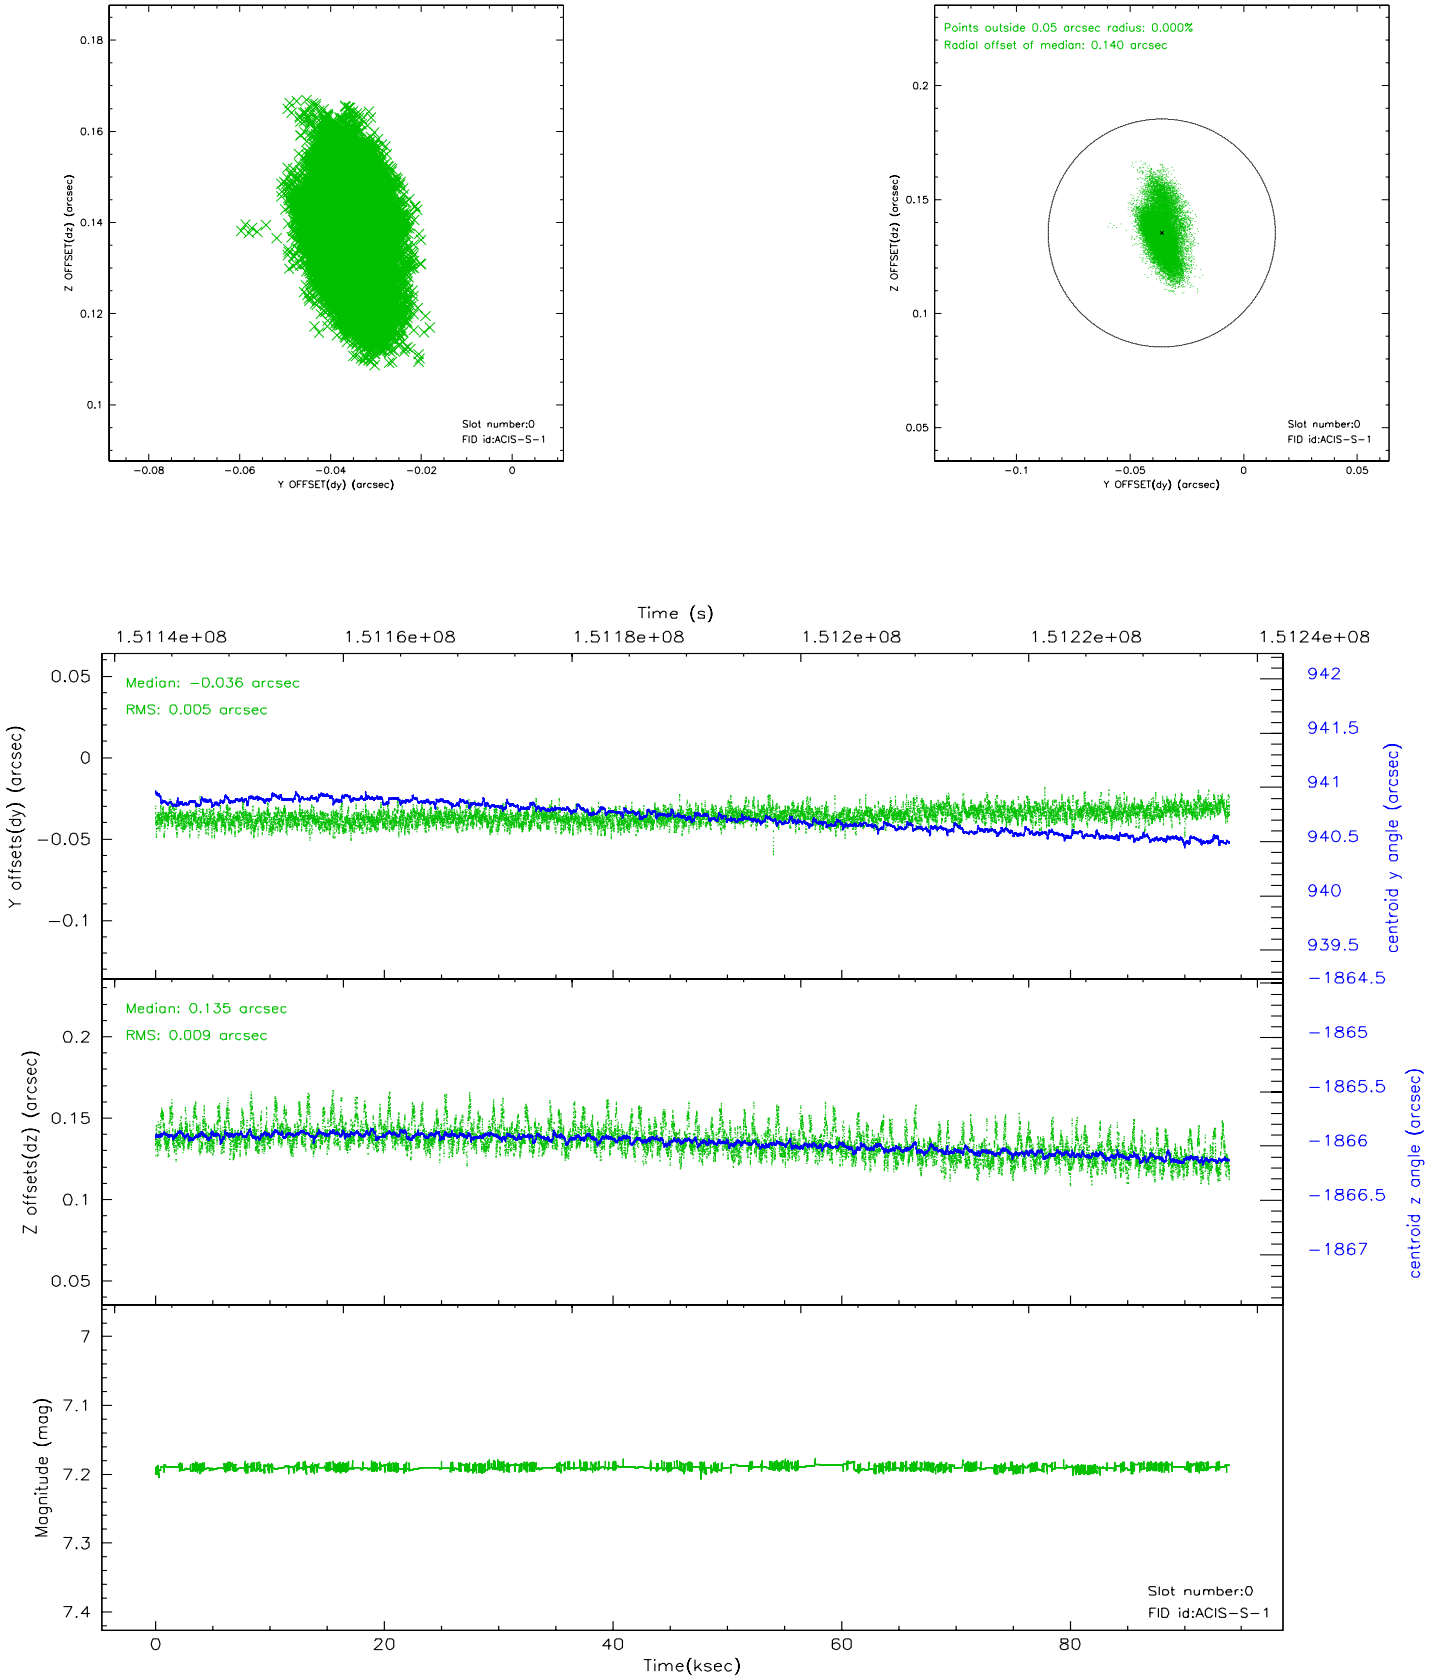 0.18
0.16
0.14
0.12
0.1
Z OFFSET(dz) (arcsec)
Slot number:0
FID id:ACIS-S-1
-0.08 -0.06 -0.04 -0.02 0
Y OFFSET(dy) (arcsec)
Points outside 0.05 arcsec radius: 0.000%
Radial offset of median: 0.140 arcsec
0.2
0.15
0.1
0.05
Z OFFSET(dz) (arcsec)
Slot number:0
FID id:ACIS-S-1
-0.1 -0.05 0 0.05
Y OFFSET(dy) (arcsec)
Time (s)
1.5114e+08 1.5116e+08 1.5118e+08 1.512e+08 1.5122e+08 1.5124e+08
Median: -0.036 arcsec
RMS: 0.005 arcsec
0.05
0
-0.05
-0.1
Y offsets(dy) (arcsec)
942
941.5
941
940.5
940
939.5
centroid y angle (arcsec)
Median: 0.135 arcsec
RMS: 0.009 arcsec
0.2
0.15
0.1
0.05
Z offsets(dz) (arcsec)
-1864.5
-1865
-1865.5
-1866
-1866.5
-1867
centroid z angle (arcsec)
7
7.1
7.2
7.3
7.4
Magnitude (mag)
Slot number:0
FID id:ACIS-S-1
0 20 40 60 80
Time(ksec)